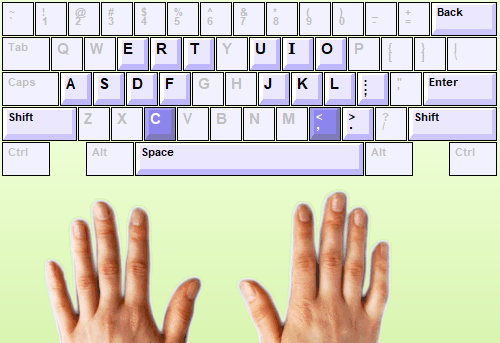 ~ ` ! 1 @ 2 # 3 $ 4 % 5 ^ 6 & 7 * 8 ( 9 ) 0 _ - + = Back
Tab Q W E R T Y U I O P { [ } ] | \
Caps A S D F G H J K L : ; " ' Enter
Shift Z X C V B N M < , > . ? / Shift
Ctrl Alt Space Alt Ctrl